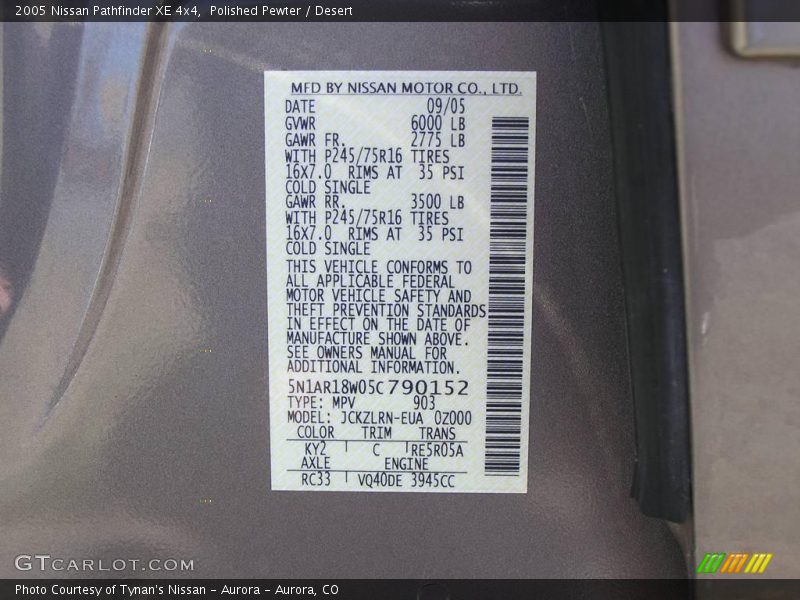 2005 Nissan Pathfinder XE 4x4, Polished Pewter / Desert
MFD BY NISSAN MOTOR CO., LTD.
DATE 09/05
GVWR 6000 LB
GAWR FR. 2775 LB
WITH P245/75R16 TIRES
16X7.0 RIMS AT 35 PSI
COLD SINGLE
GAWR RR. 3500 LB
WITH P245/75R16 TIRES
16X7.0 RIMS AT 35 PSI
COLD SINGLE
THIS VEHICLE CONFORMS TO
ALL APPLICABLE FEDERAL
MOTOR VEHICLE SAFETY AND
THEFT PREVENTION STANDARDS
IN EFFECT ON THE DATE OF
MANUFACTURE SHOWN ABOVE.
SEE OWNERS MANUAL FOR
ADDITIONAL INFORMATION.
5N1AR18W05C790152
TYPE: MPV 903
MODEL: JCKZLRN-EUA 0Z000
COLOR TRIM TRANS
KY2 C RE5R05A
AXLE ENGINE
RC33 VQ40DE 3945CC
GTCARLOT.COM
Photo Courtesy of Tynan's Nissan - Aurora - Aurora, CO